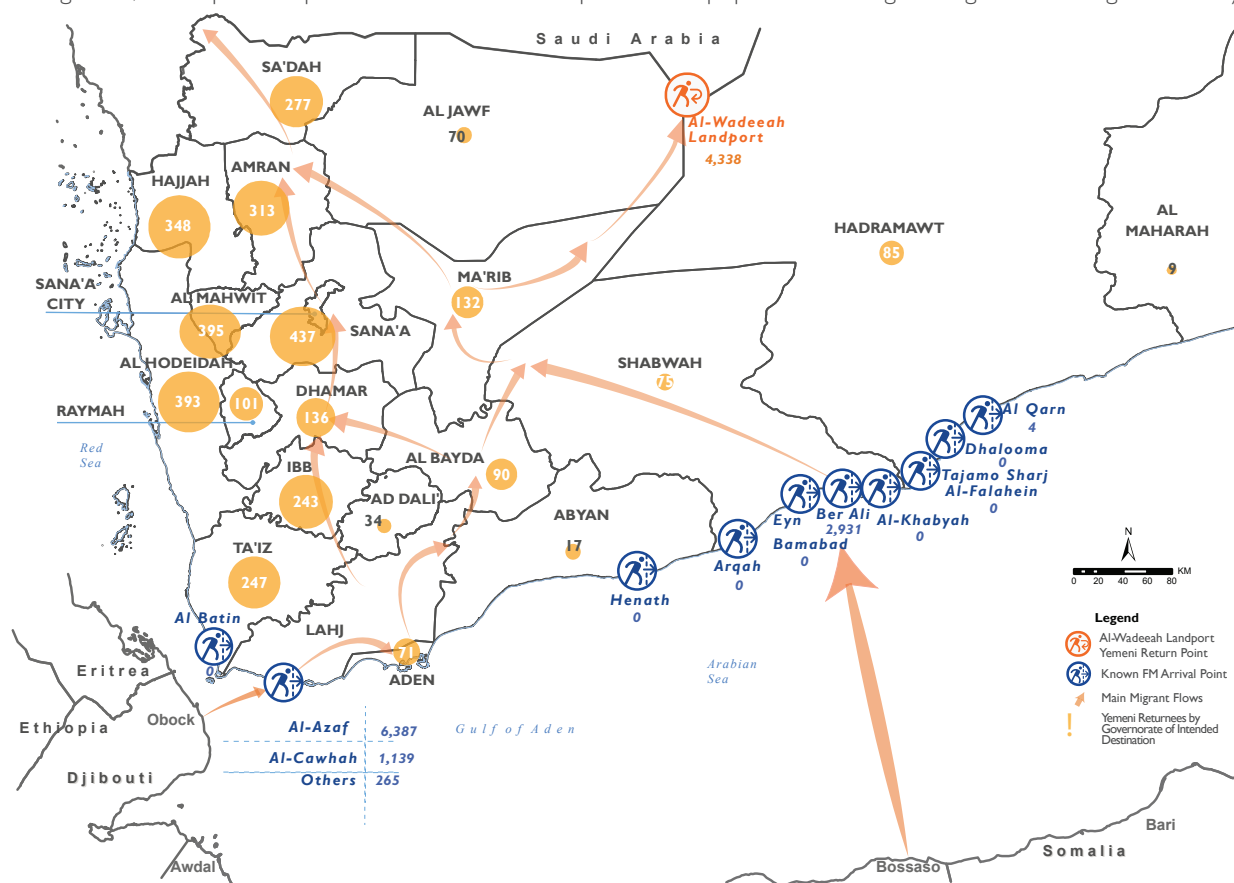 Saudi Arabia
SA'DAH
277
AL JAWF
70
Al-Wadeeah
Landport
4,338
AMRAN
313
HAJJAH
348
HADRAMAWT
85
AL
MAHARAH
9
MA'RIB
132
SANA'A
CITY
AL MAHWIT
395
437
SANA'A
SHABWAH
75
AL HODEIDAH
393
101
DHAMAR
136
RAYMAH
Red
Sea
AL BAYDA
90
IBB
243
AD DALI'
34
ABYAN
17
TA'IZ
247
Al Qarn
4
Dhalooma
0
Tajamo Sharj
Al-Falahein
0
Al-Khabyah
0
Ber Ali
2,931
Eyn
Bamabad
0
Arqah
0
Henath
0
Al Batin
0
LAHJ
71
ADEN
Arabian
Sea
Gulf of Aden
Eritrea
Ethiopia
Obock
Djibouti
Awdal
Al-Azaf 6,387
Al-Cawhah 1,139
Others 265
Bossaso
Bari
Somalia
N
0 20 40 60 80 KM
Legend
Al-Wadeeah Landport
Yemeni Return Point
Known FM Arrival Point
Main Migrant Flows
! Yemeni Returnees by
Governorate of Intended
Destination